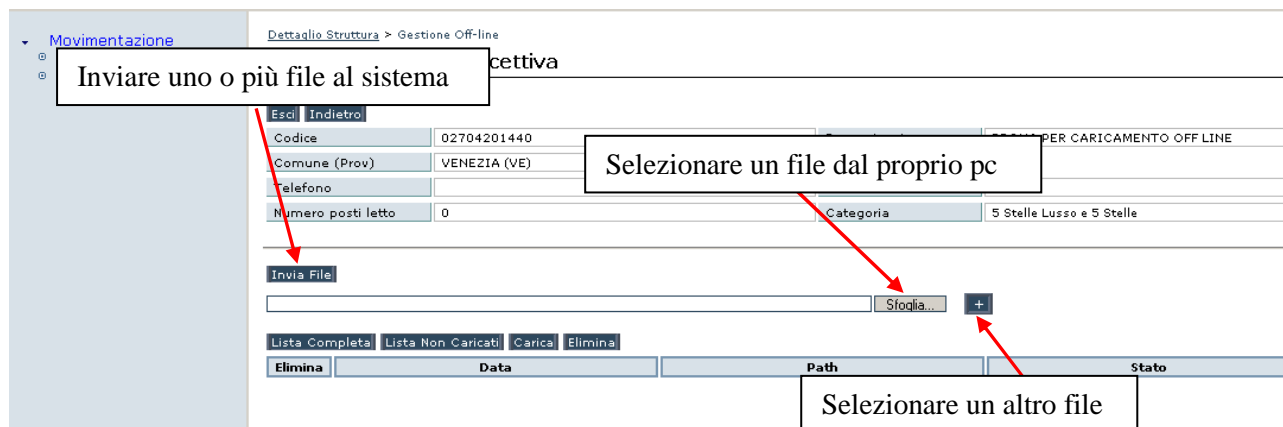 Movimentazione
Dettaglio Struttura > Gestione Off-line
cettiva
Inviare uno o più file al sistema
Esci Indietro
Codice 02704201440 PER CARICAMENTO OFF LINE
Comune (Prov) VENEZIA (VE)
Selezionare un file dal proprio pc
Telefono
Numero posti letto 0 Categoria 5 Stelle Lusso e 5 Stelle
Invia File
Sfoglia... +
Lista Completa Lista Non Caricati Carica Elimina
Elimina Data Path Stato
Selezionare un altro file